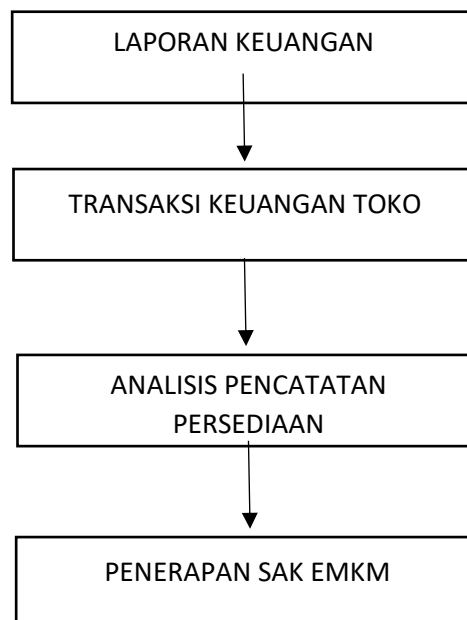 LAPORAN KEUANGAN
TRANSAKSI KEUANGAN TOKO
ANALISIS PENCATATAN
PERSEDIAAN
PENERAPAN SAK EMKM